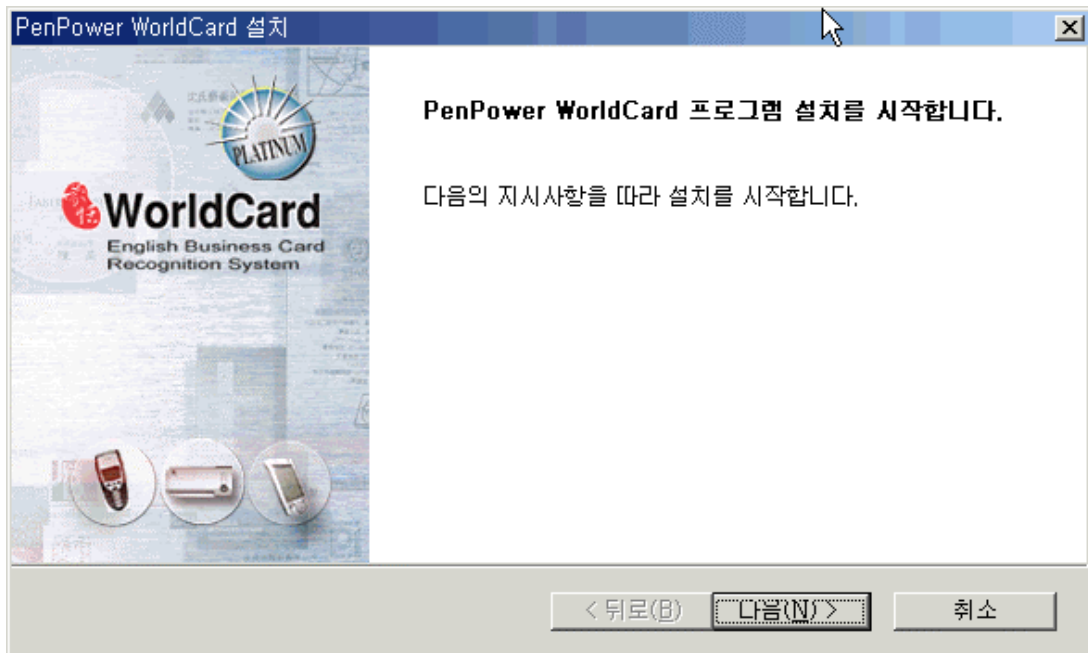 PenPower WorldCard 설치
PenPower WorldCard 프로그램 설치를 시작합니다.
다음의 지시사항을 따라 설치를 시작합니다.
PLATINUM
WorldCard
English Business Card
Recognition System
< 뒤로(B)
다음(N) >
취소